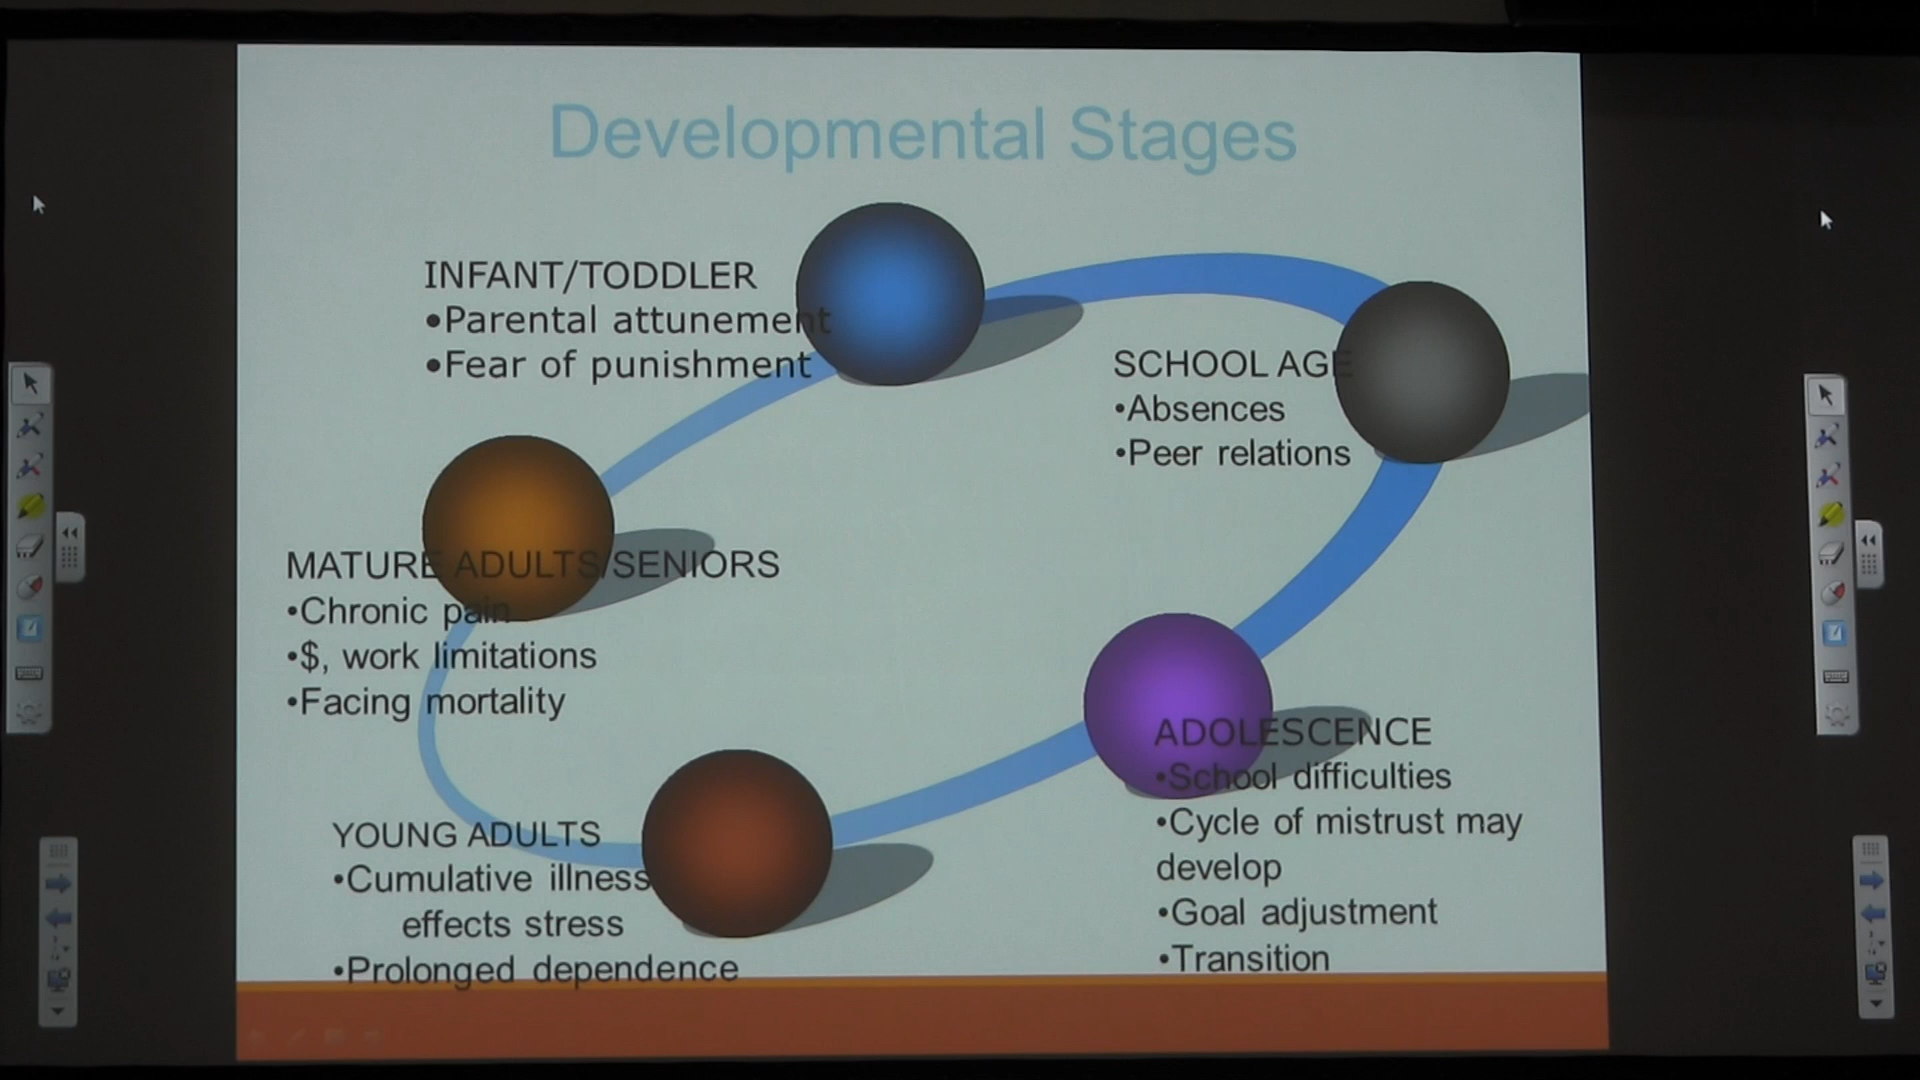 Developmental Stages
INFANT/TODDLER
•Parental attunement
•Fear of punishment
SCHOOL AGE
•Absences
•Peer relations
MATURE ADULTS/SENIORS
•Chronic pain
•$, work limitations
•Facing mortality
ADOLESCENCE
•School difficulties
•Cycle of mistrust may
develop
•Goal adjustment
•Transition
YOUNG ADULTS
•Cumulative illness
effects stress
•Prolonged dependence